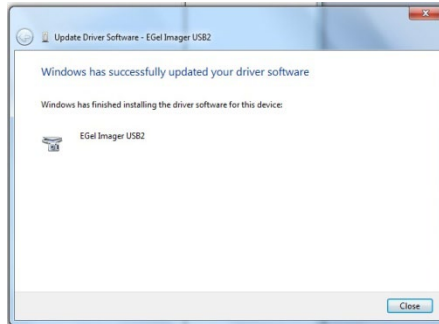 Update Driver Software - EGel Imager USB2
Windows has successfully updated your driver software
Windows has finished installing the driver software for this device:
EGel Imager USB2
Close